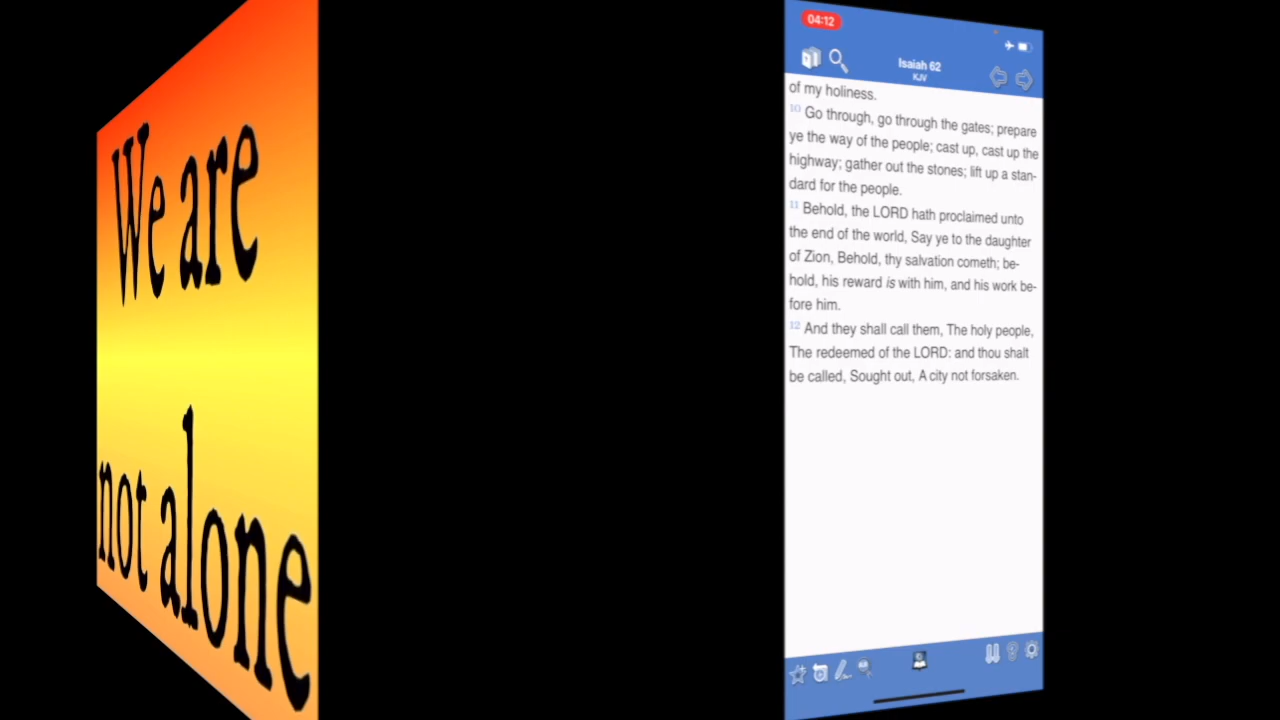 We are
not alone
04:12
Isaiah 62
KJV
of my holiness.
10 Go through, go through the gates; prepare
ye the way of the people; cast up, cast up the
highway; gather out the stones; lift up a stan-
dard for the people.
11 Behold, the LORD hath proclaimed unto
the end of the world, Say ye to the daughter
of Zion, Behold, thy salvation cometh; be-
hold, his reward is with him, and his work be-
fore him.
12 And they shall call them, The holy people,
The redeemed of the LORD: and thou shalt
be called, Sought out, A city not forsaken.